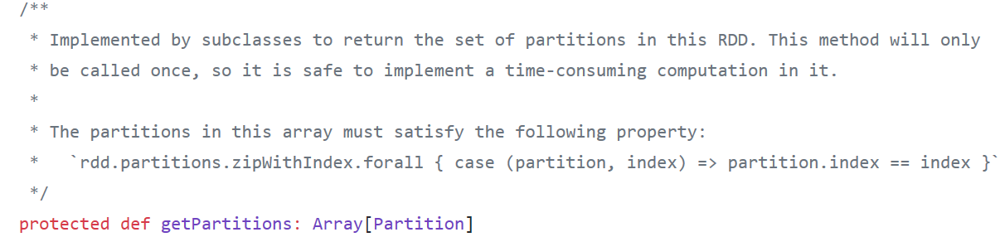 /**
 * Implemented by subclasses to return the set of partitions in this RDD. This method will only
 * be called once, so it is safe to implement a time-consuming computation in it.
 *
 * The partitions in this array must satisfy the following property:
 *   `rdd.partitions.zipWithIndex.forall { case (partition, index) => partition.index == index }`
 */
protected def getPartitions: Array[Partition]